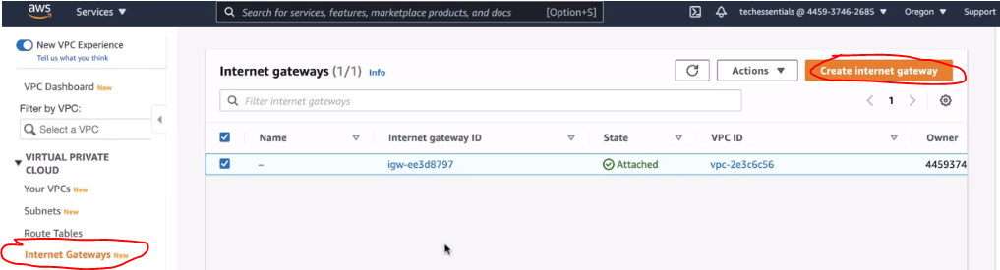 aws Services ▼ Search for services, features, marketplace products, and docs [Option+S] techessentials @ 4459-3746-2685 ▼ Oregon ▼ Support
New VPC Experience
Tell us what you think
VPC Dashboard New
Filter by VPC:
Select a VPC
VIRTUAL PRIVATE
CLOUD
Your VPCs New
Subnets New
Route Tables
Internet Gateways New
Internet gateways (1/1) Info Actions ▼ Create internet gateway
Filter internet gateways < 1 >
Name Internet gateway ID State VPC ID Owner
– igw-ee3d8797 Attached vpc-2e3c6c56 4459374